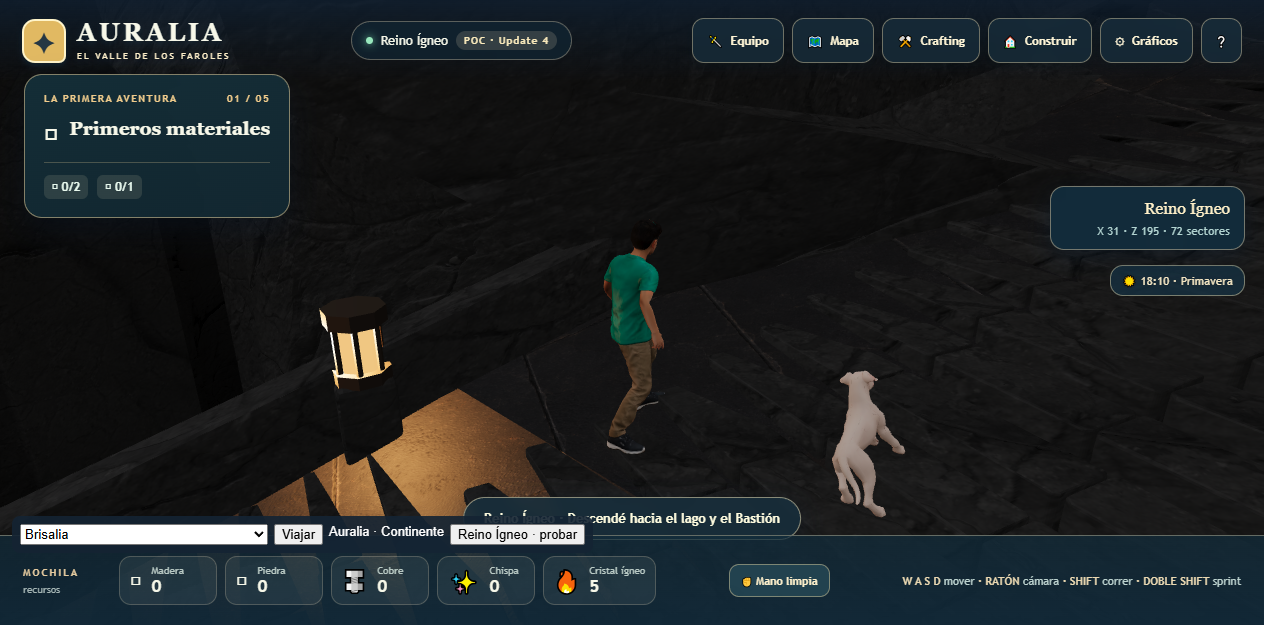 AURALIA
EL VALLE DE LOS FAROLES
Reino Ígneo POC · Update 4
Equipo
Mapa
Crafting
Construir
Gráficos
?
LA PRIMERA AVENTURA 01 / 05
Primeros materiales
0/2 0/1
Reino Ígneo
X 31 · Z 195 · 72 sectores
18:10 · Primavera
Reino Ígneo · Descendé hacia el lago y el Bastión
Brisalia Viajar Auralia · Continente Reino Ígneo · probar
MOCHILA
recursos
Madera
0
Piedra
0
Cobre
0
Chispa
0
Cristal ígneo
5
Mano limpia
W A S D mover · RATÓN cámara · SHIFT correr · DOBLE SHIFT sprint